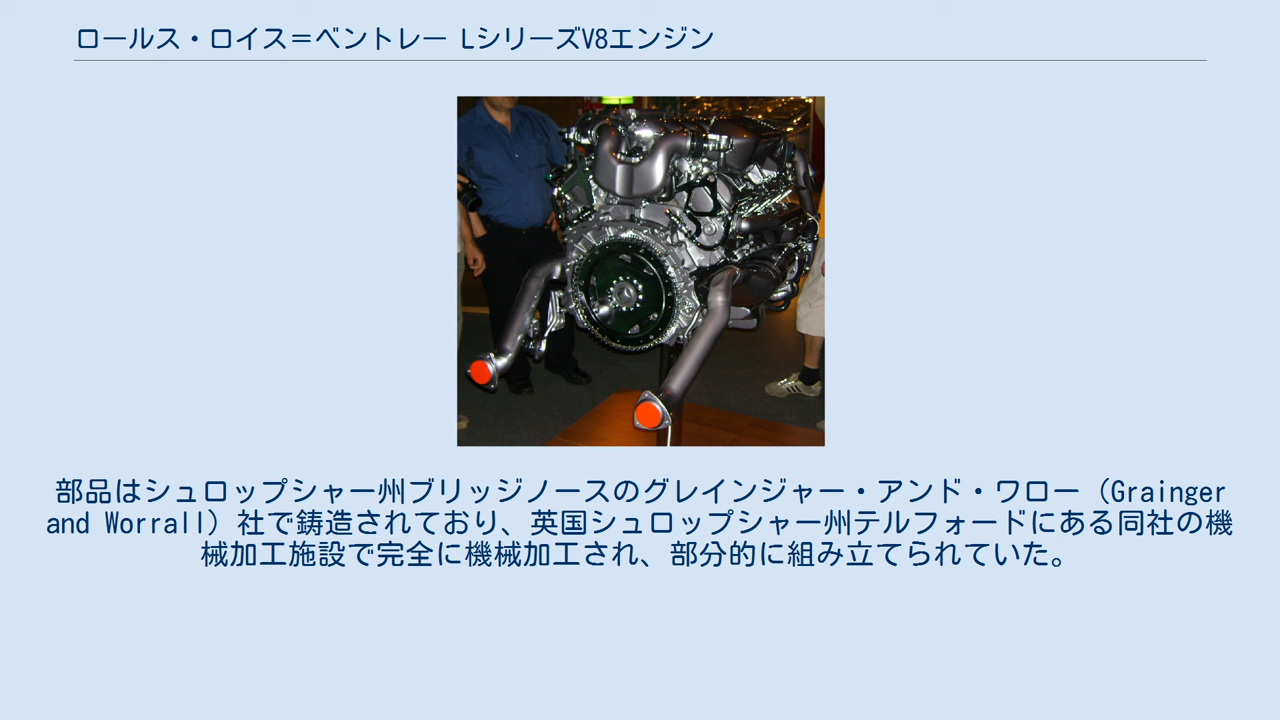 ロールス・ロイス＝ベントレー LシリーズV8エンジン
部品はシュロップシャー州ブリッジノースのグレインジャー・アンド・ワロー（Grainger
and Worrall）社で鋳造されており、英国シュロップシャー州テルフォードにある同社の機
械加工施設で完全に機械加工され、部分的に組み立てられていた。